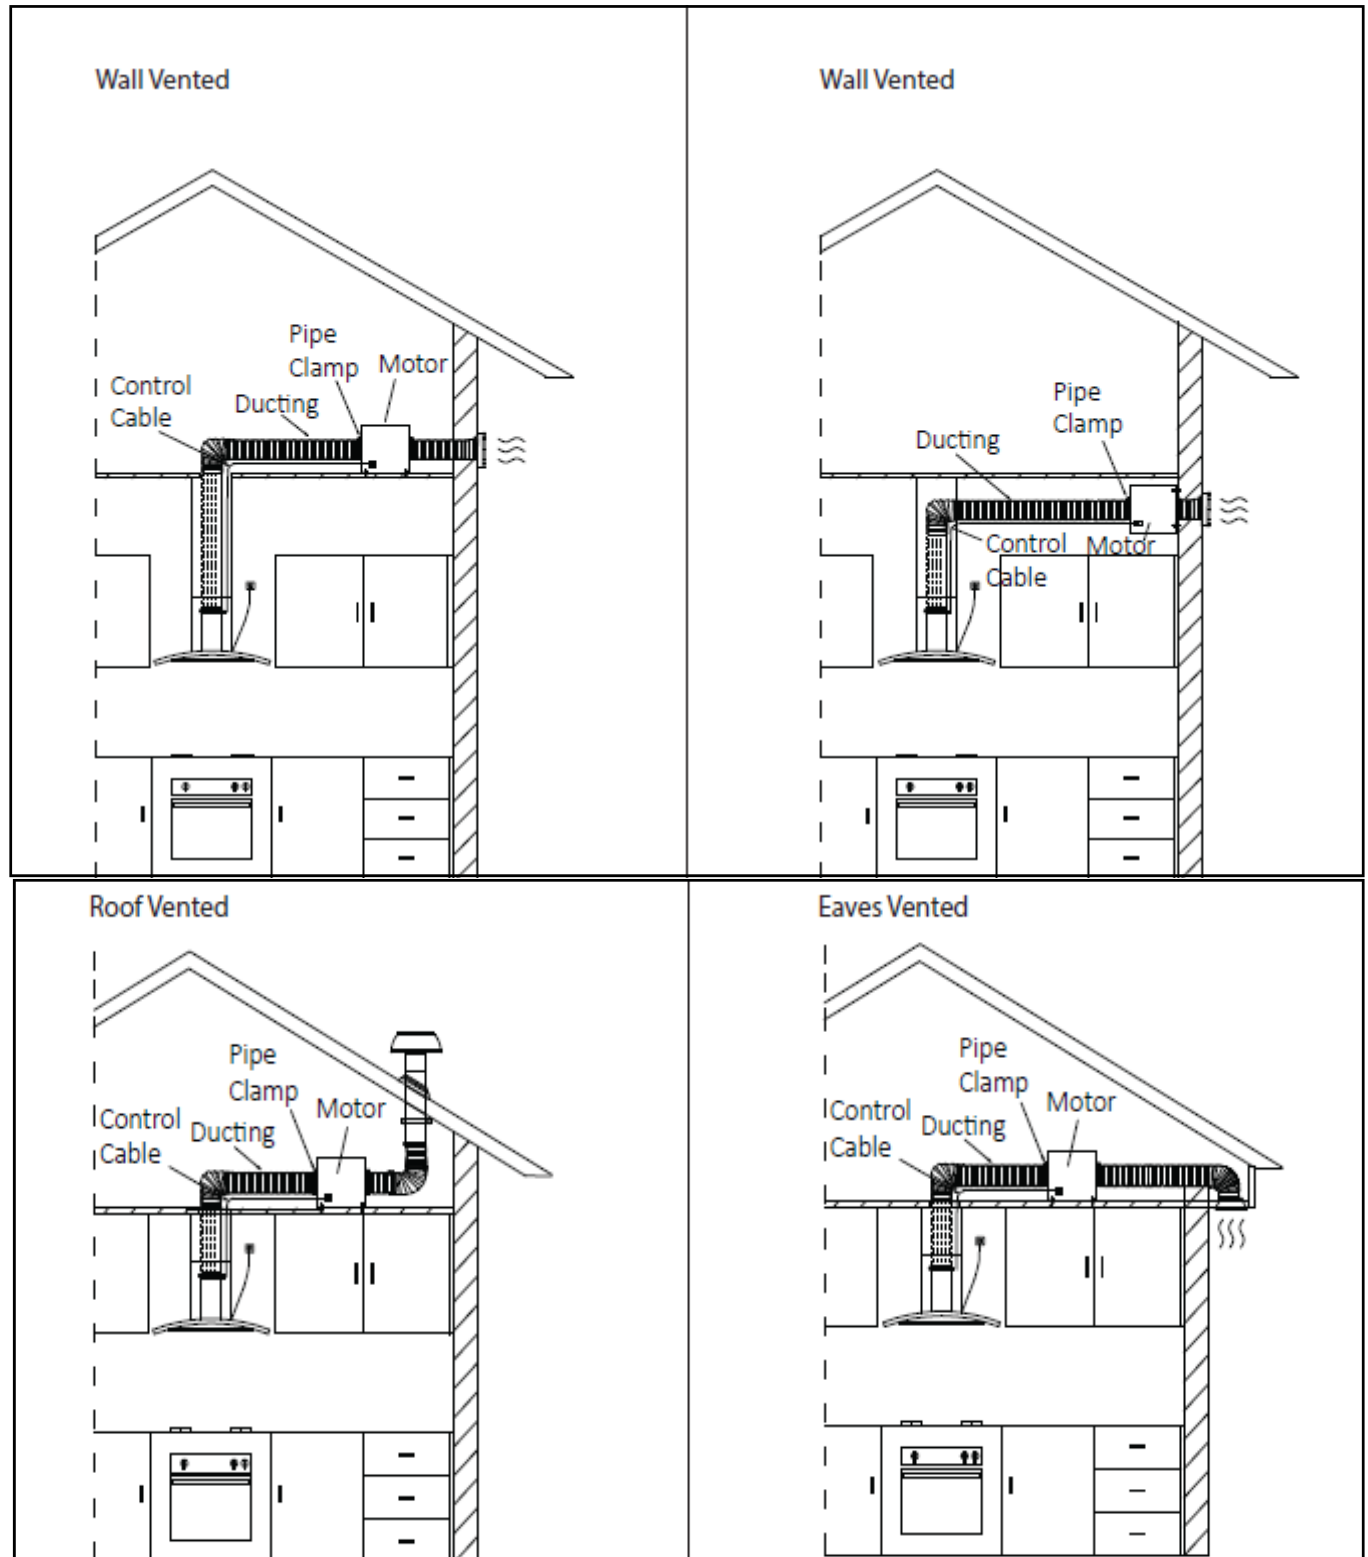 Wall Vented
Pipe
Clamp
Motor
Control
Cable
Ducting
Wall Vented
Pipe
Clamp
Ducting
Control
Cable
Motor
Roof Vented
Pipe
Clamp
Motor
Control
Cable
Ducting
Eaves Vented
Pipe
Clamp
Motor
Control
Cable
Ducting